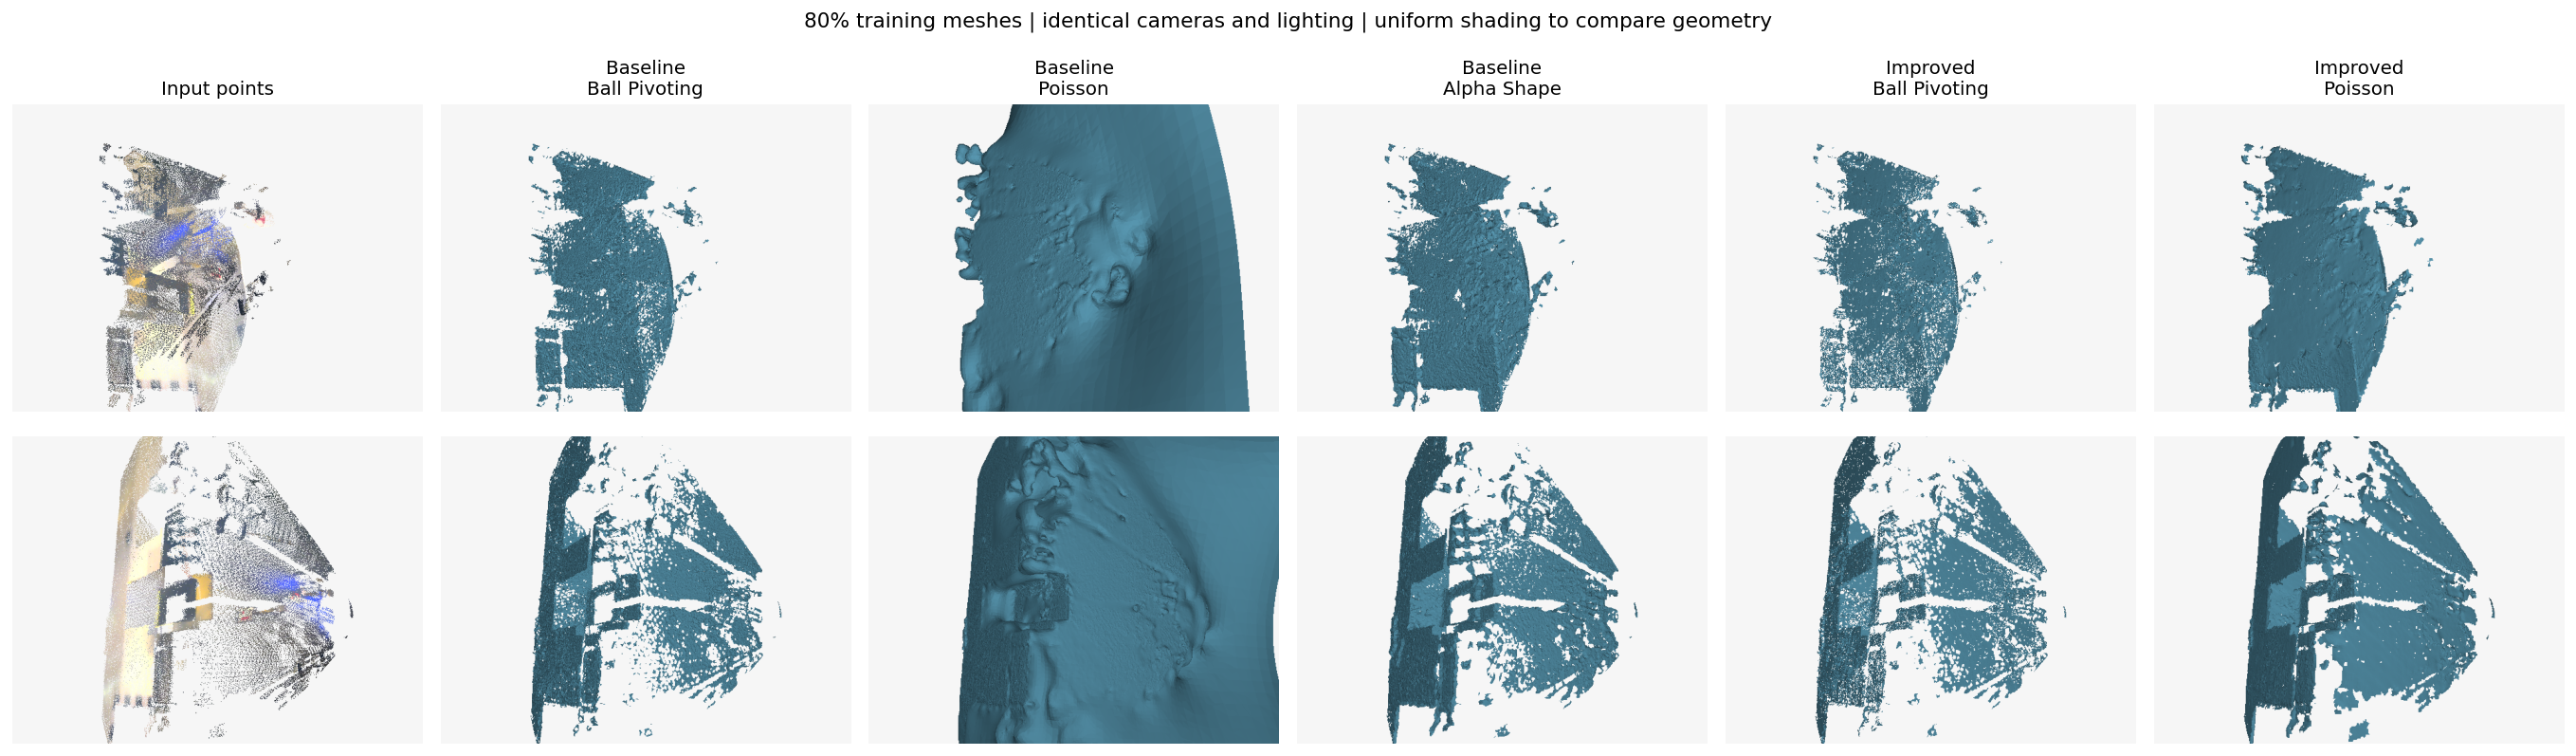 80% training meshes | identical cameras and lighting | uniform shading to compare geometry
Input points
Baseline
Ball Pivoting
Baseline
Poisson
Baseline
Alpha Shape
Improved
Ball Pivoting
Improved
Poisson